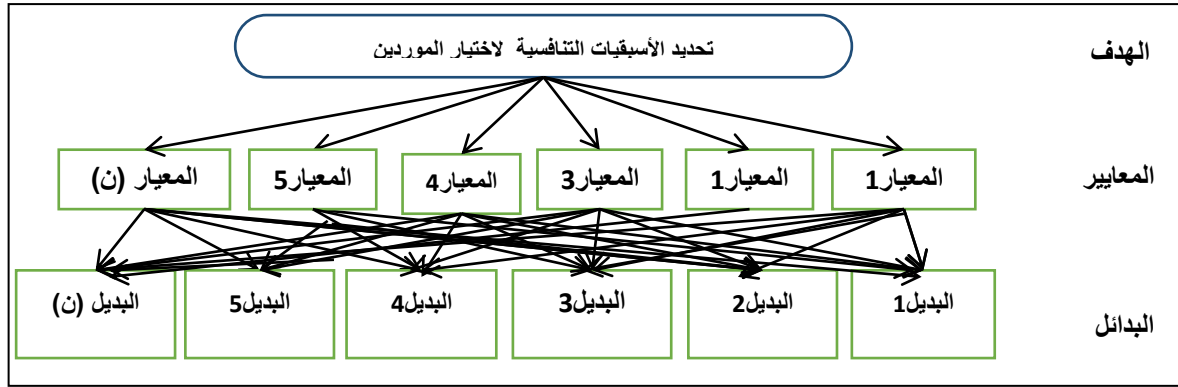 الهدف
تحديد الأسبقيات التنافسية لاختيار الموردين
المعايير
المعيار1
المعيار1
المعيار3
المعيار4
المعيار5
المعيار (ن)
البدائل
البديل1
البديل2
البديل3
البديل4
البديل5
البديل (ن)